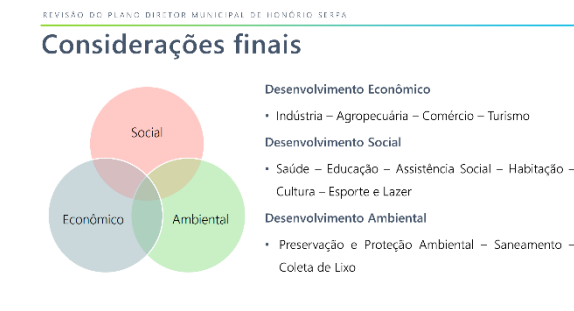 REVISÃO DO PLANO DIRETOR MUNICIPAL DE HONÓRIO SERPA
Considerações finais
Social
Econômico
Ambiental
Desenvolvimento Econômico
• Indústria – Agropecuária – Comércio – Turismo
Desenvolvimento Social
• Saúde – Educação – Assistência Social – Habitação –
Cultura – Esporte e Lazer
Desenvolvimento Ambiental
• Preservação e Proteção Ambiental – Saneamento –
Coleta de Lixo